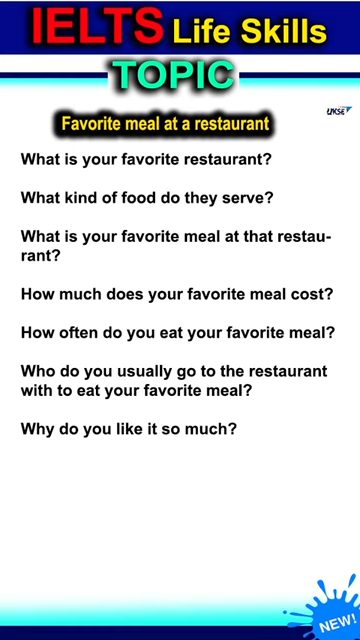 IELTS Life Skills
TOPIC
UKSE
Favorite meal at a restaurant
What is your favorite restaurant?
What kind of food do they serve?
What is your favorite meal at that restau-
rant?
How much does your favorite meal cost?
How often do you eat your favorite meal?
Who do you usually go to the restaurant
with to eat your favorite meal?
Why do you like it so much?
NEW!